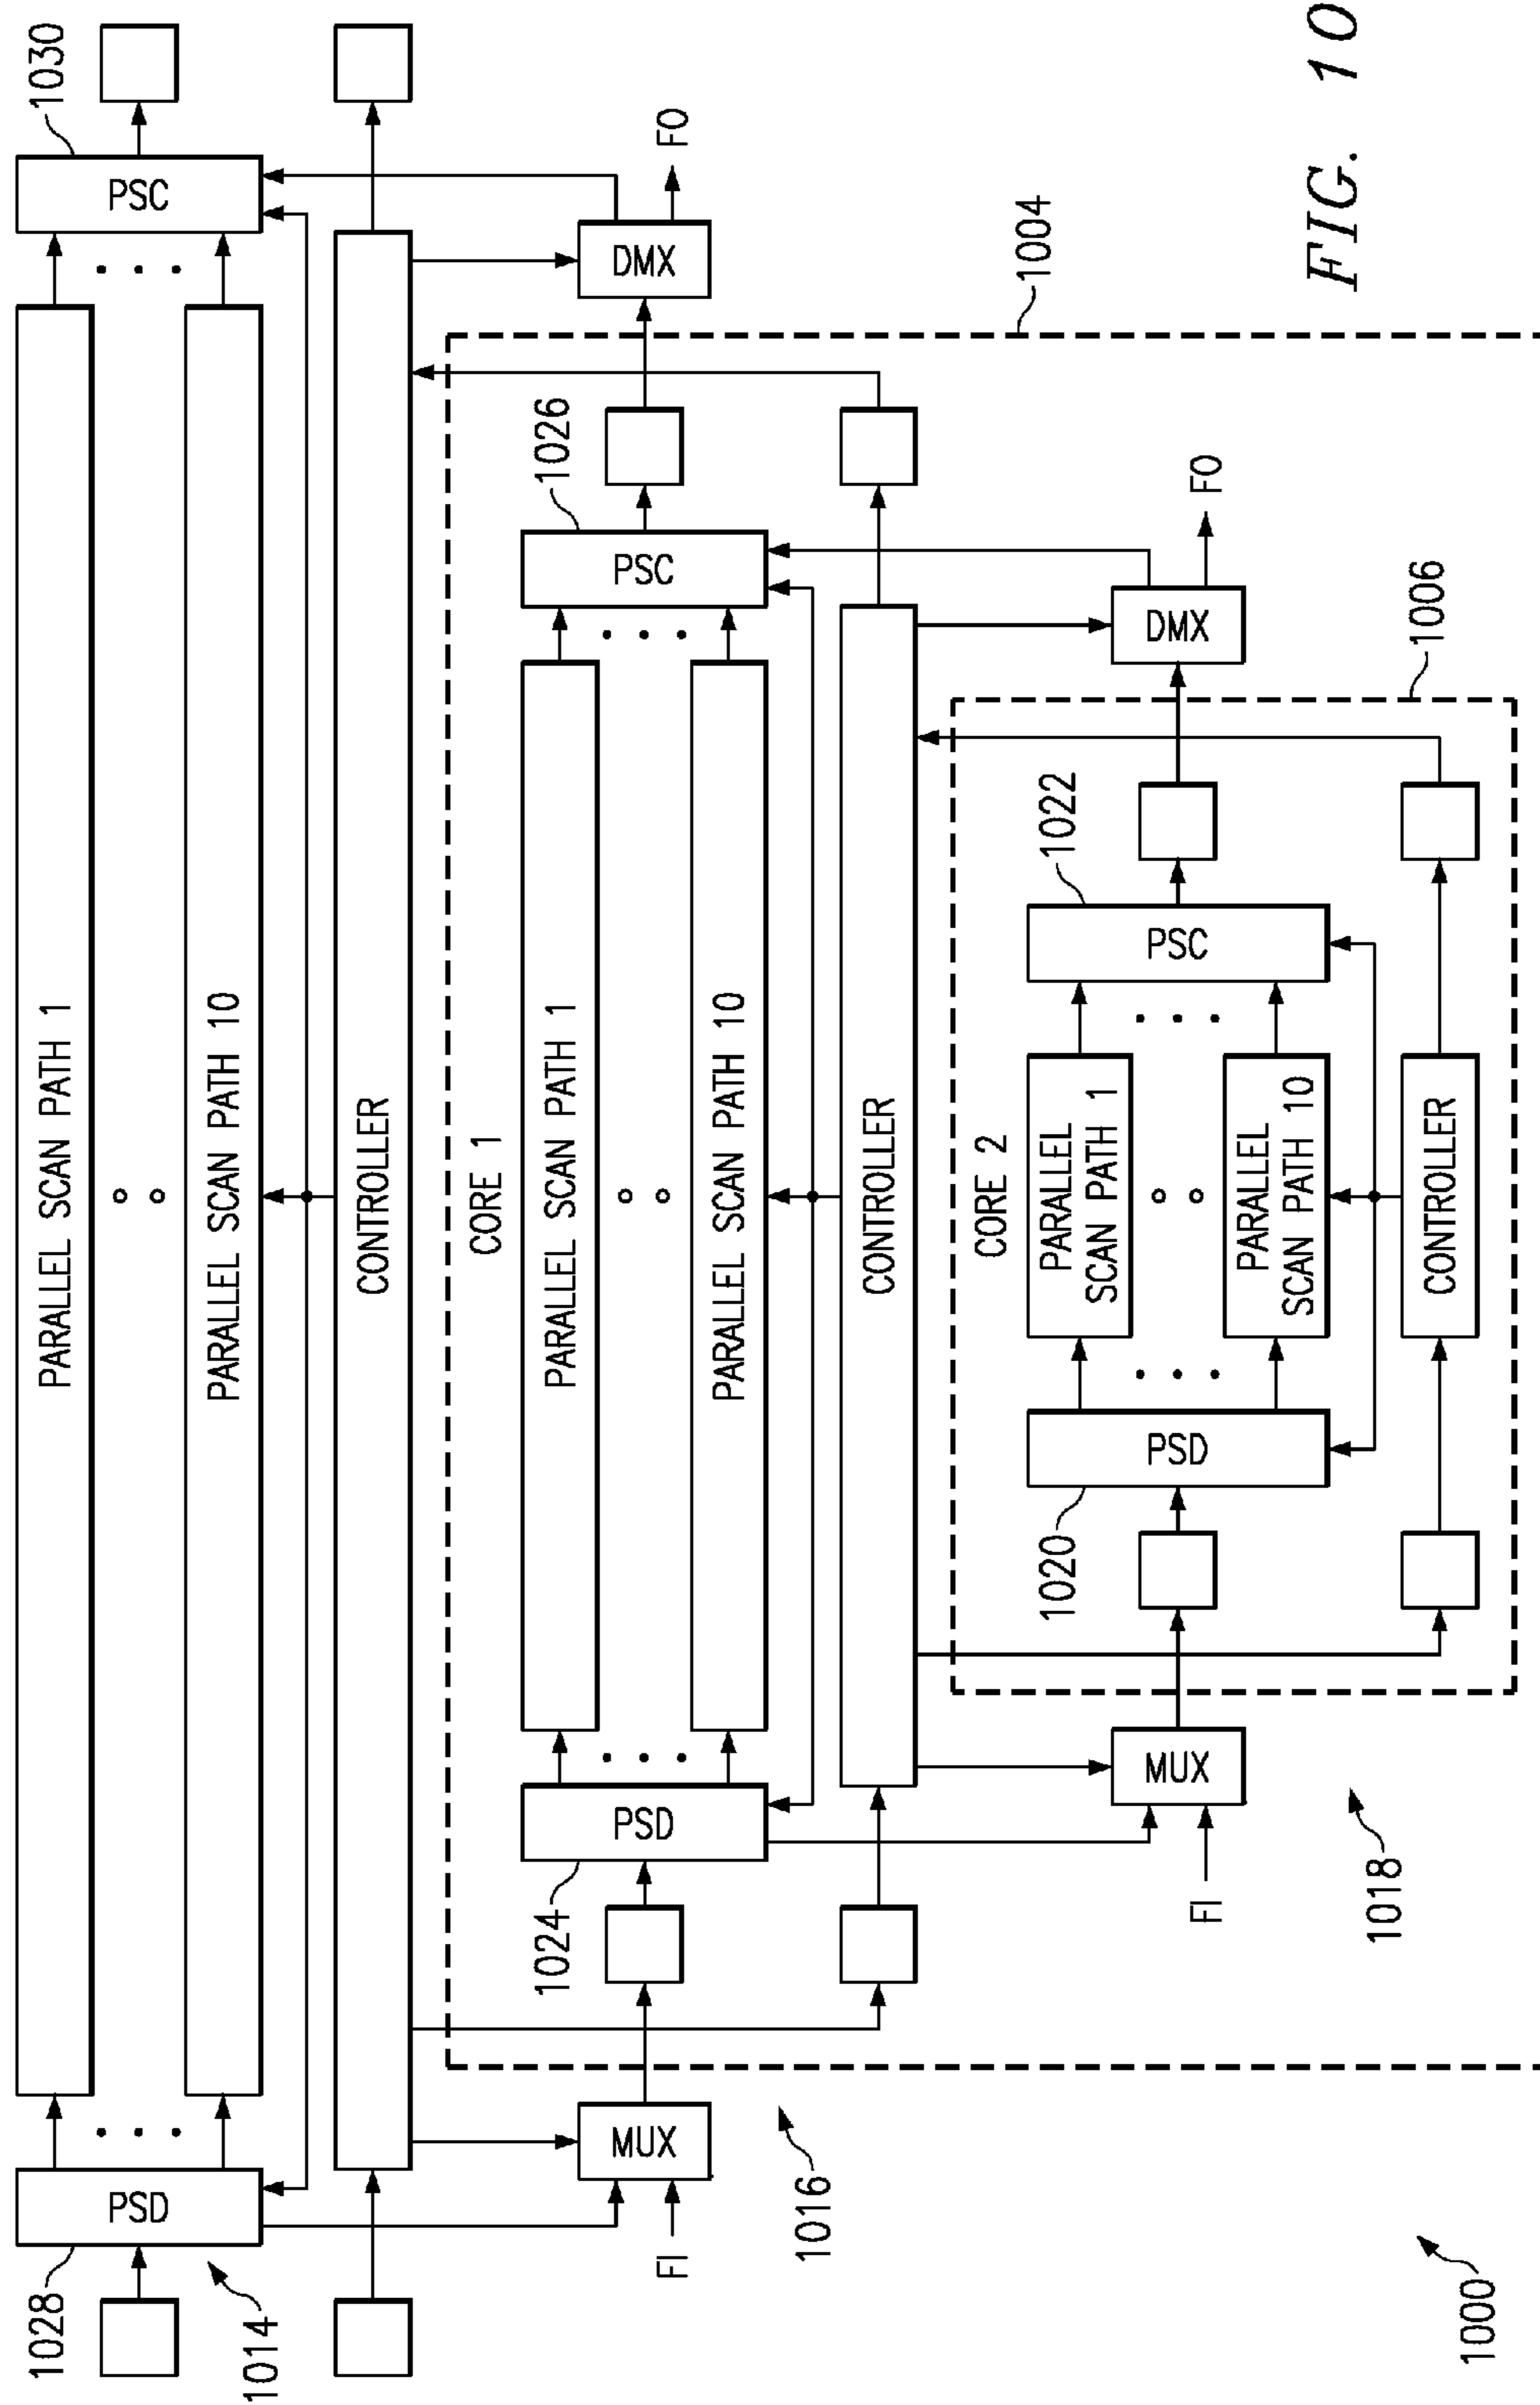 1028
1014
PSD
PARALLEL SCAN PATH 1
PARALLEL SCAN PATH 10
PSC
1030
CONTROLLER
FI
MUX
1016
DMX
FO
1004
CORE 1
1024
PSD
PARALLEL SCAN PATH 1
PARALLEL SCAN PATH 10
PSC
1026
CONTROLLER
FI
MUX
1018
DMX
FO
1006
CORE 2
1020
PSD
PARALLEL
SCAN PATH 1
PARALLEL
SCAN PATH 10
PSC
1022
CONTROLLER
1000
FIG. 10